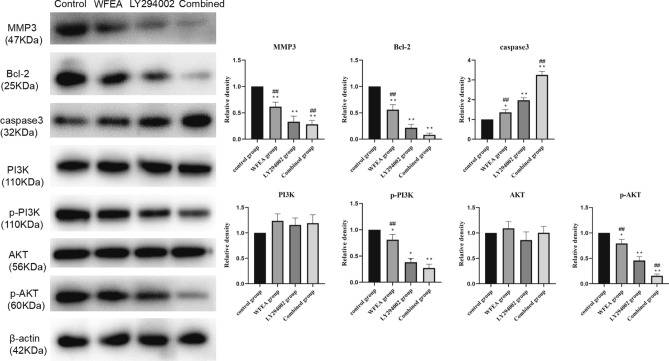 Control WFEA LY294002 Combined
MMP3
(47KDa)
Bcl-2
(25KDa)
caspase3
(32KDa)
PI3K
(110KDa)
p-PI3K
(110KDa)
AKT
(56KDa)
p-AKT
(60KDa)
β-actin
(42KDa)
MMP3
Relative density
1.5
1.0
0.5
0.0
##
**
**
##
**
control group
WFEA group
LY294002 group
Combined group
Bcl-2
Relative density
1.5
1.0
0.5
0.0
##
**
**
**
control group
WFEA group
LY294002 group
Combined group
caspase3
Relative density
4
3
2
1
0
##
*
**
##
**
control group
WFEA group
LY294002 group
Combined group
PI3K
Relative density
1.5
1.0
0.5
0.0
control group
WFEA group
LY294002 group
Combined group
p-PI3K
Relative density
1.5
1.0
0.5
0.0
##
*
*
**
control group
WFEA group
LY294002 group
Combined group
AKT
Relative density
1.5
1.0
0.5
0.0
control group
WFEA group
LY294002 group
Combined group
p-AKT
Relative density
1.5
1.0
0.5
0.0
##
*
**
##
**
control group
WFEA group
LY294002 group
Combined group